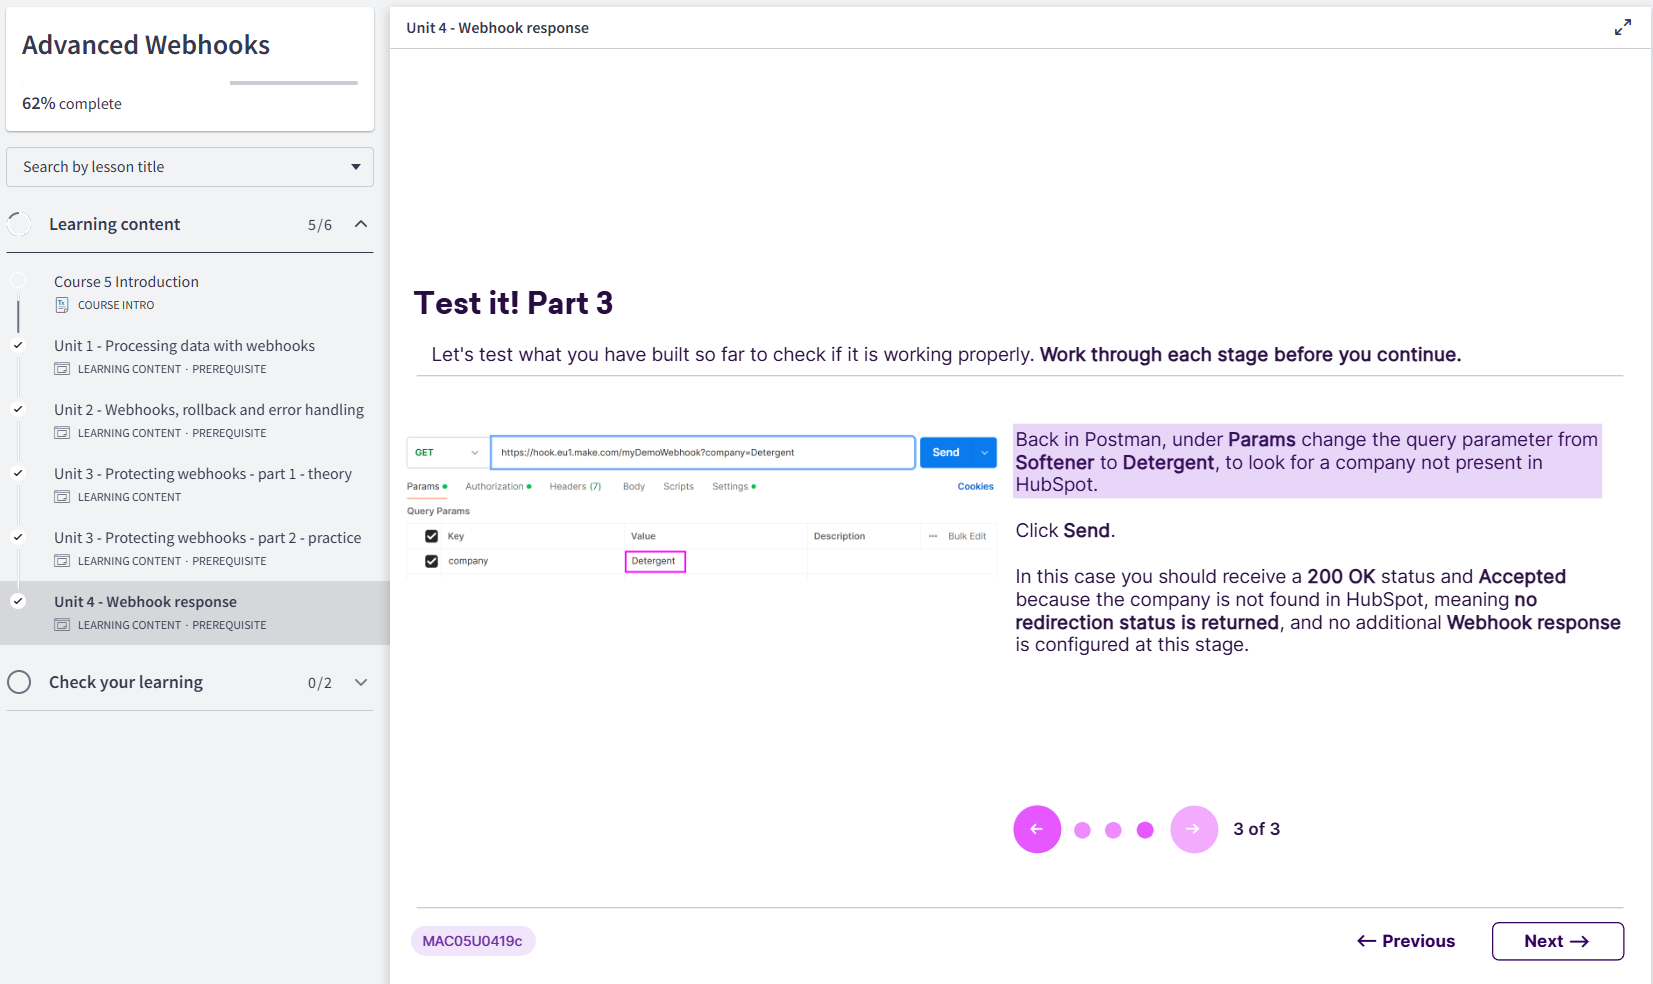 Advanced Webhooks
62% complete
Search by lesson title
Learning content 5/6
Course 5 Introduction
COURSE INTRO
Unit 1 - Processing data with webhooks
LEARNING CONTENT · PREREQUISITE
Unit 2 - Webhooks, rollback and error handling
LEARNING CONTENT · PREREQUISITE
Unit 3 - Protecting webhooks - part 1 - theory
LEARNING CONTENT
Unit 3 - Protecting webhooks - part 2 - practice
LEARNING CONTENT · PREREQUISITE
Unit 4 - Webhook response
LEARNING CONTENT · PREREQUISITE
Check your learning 0/2
Unit 4 - Webhook response
Test it! Part 3
Let's test what you have built so far to check if it is working properly. Work through each stage before you continue.
GET https://hook.eu1.make.com/myDemoWebhook?company=Detergent Send
Params Authorization Headers (7) Body Scripts Settings Cookies
Query Params
Key Value Description ••• Bulk Edit
company Detergent
Back in Postman, under Params change the query parameter from
Softener to Detergent, to look for a company not present in
HubSpot.
Click Send.
In this case you should receive a 200 OK status and Accepted
because the company is not found in HubSpot, meaning no
redirection status is returned, and no additional Webhook response
is configured at this stage.
3 of 3
MAC05U0419c
← Previous
Next →